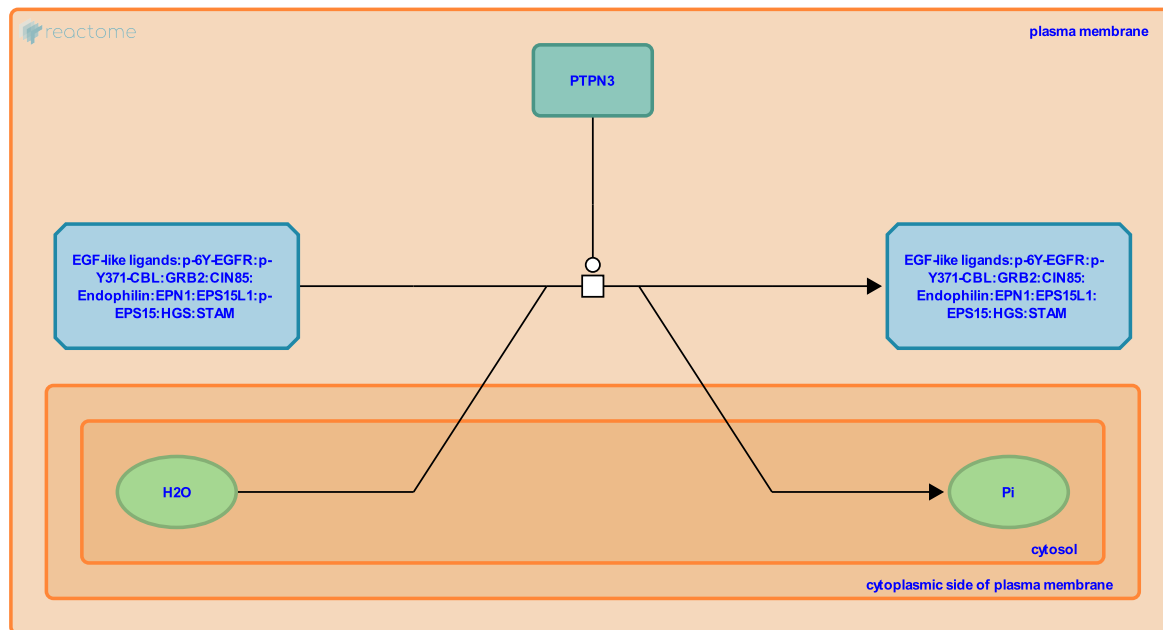 reactome
plasma membrane
PTPN3
EGF-like ligands:p-6Y-EGFR:p-
Y371-CBL:GRB2:CIN85:
Endophilin:EPN1:EPS15L1:p-
EPS15:HGS:STAM
EGF-like ligands:p-6Y-EGFR:p-
Y371-CBL:GRB2:CIN85:
Endophilin:EPN1:EPS15L1:
EPS15:HGS:STAM
H2O
Pi
cytosol
cytoplasmic side of plasma membrane